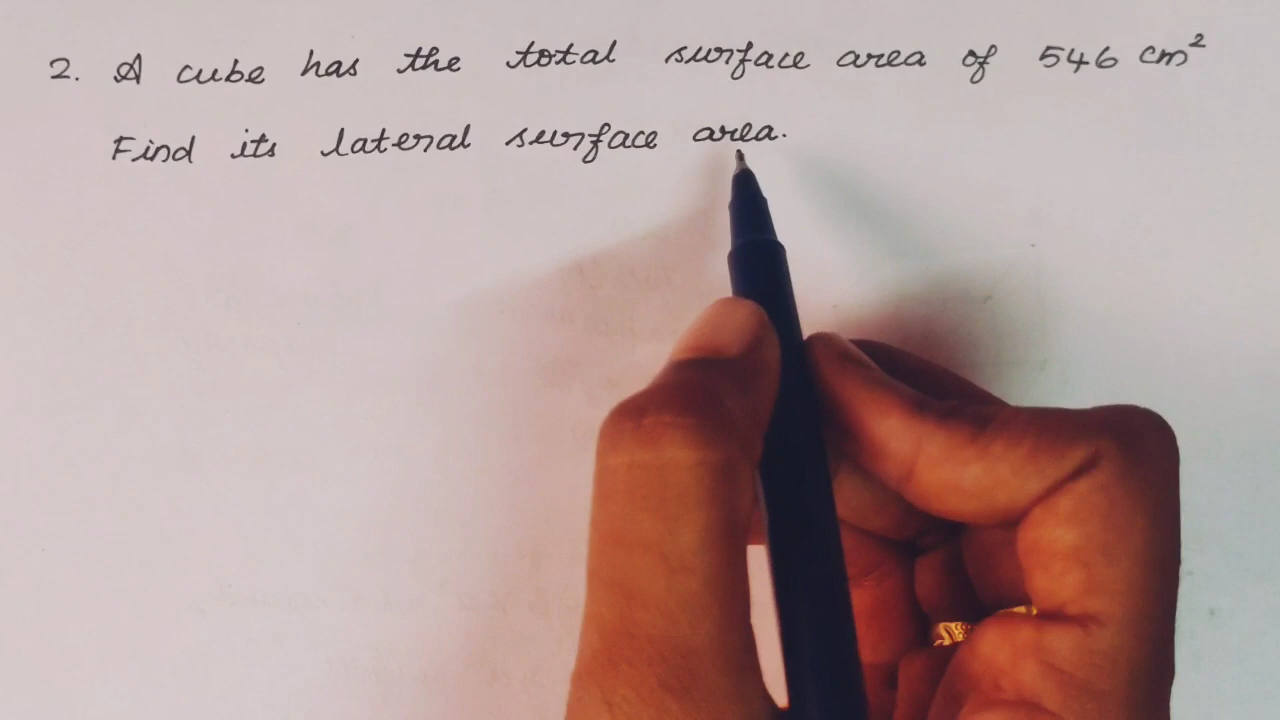 2. A cube has the total surface area of 546 cm²
Find its lateral surface area.